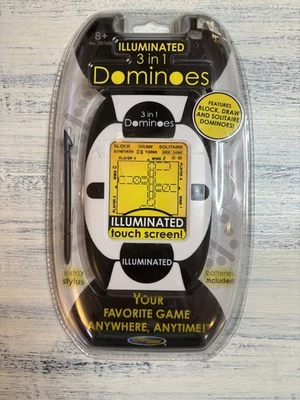 8+
ILLUMINATED
3 in 1
Dominoes
FEATURES
BLOCK, DRAW
AND SOLITAIRE
DOMINOES!
3 in 1
Dominoes
BLOCK DRAW SOLITAIRE
PLAYER 2
ILLUMINATED
touch screen!
ILLUMINATED
extra
stylus
batteries
included!
YOUR
FAVORITE GAME
ANYWHERE, ANYTIME!